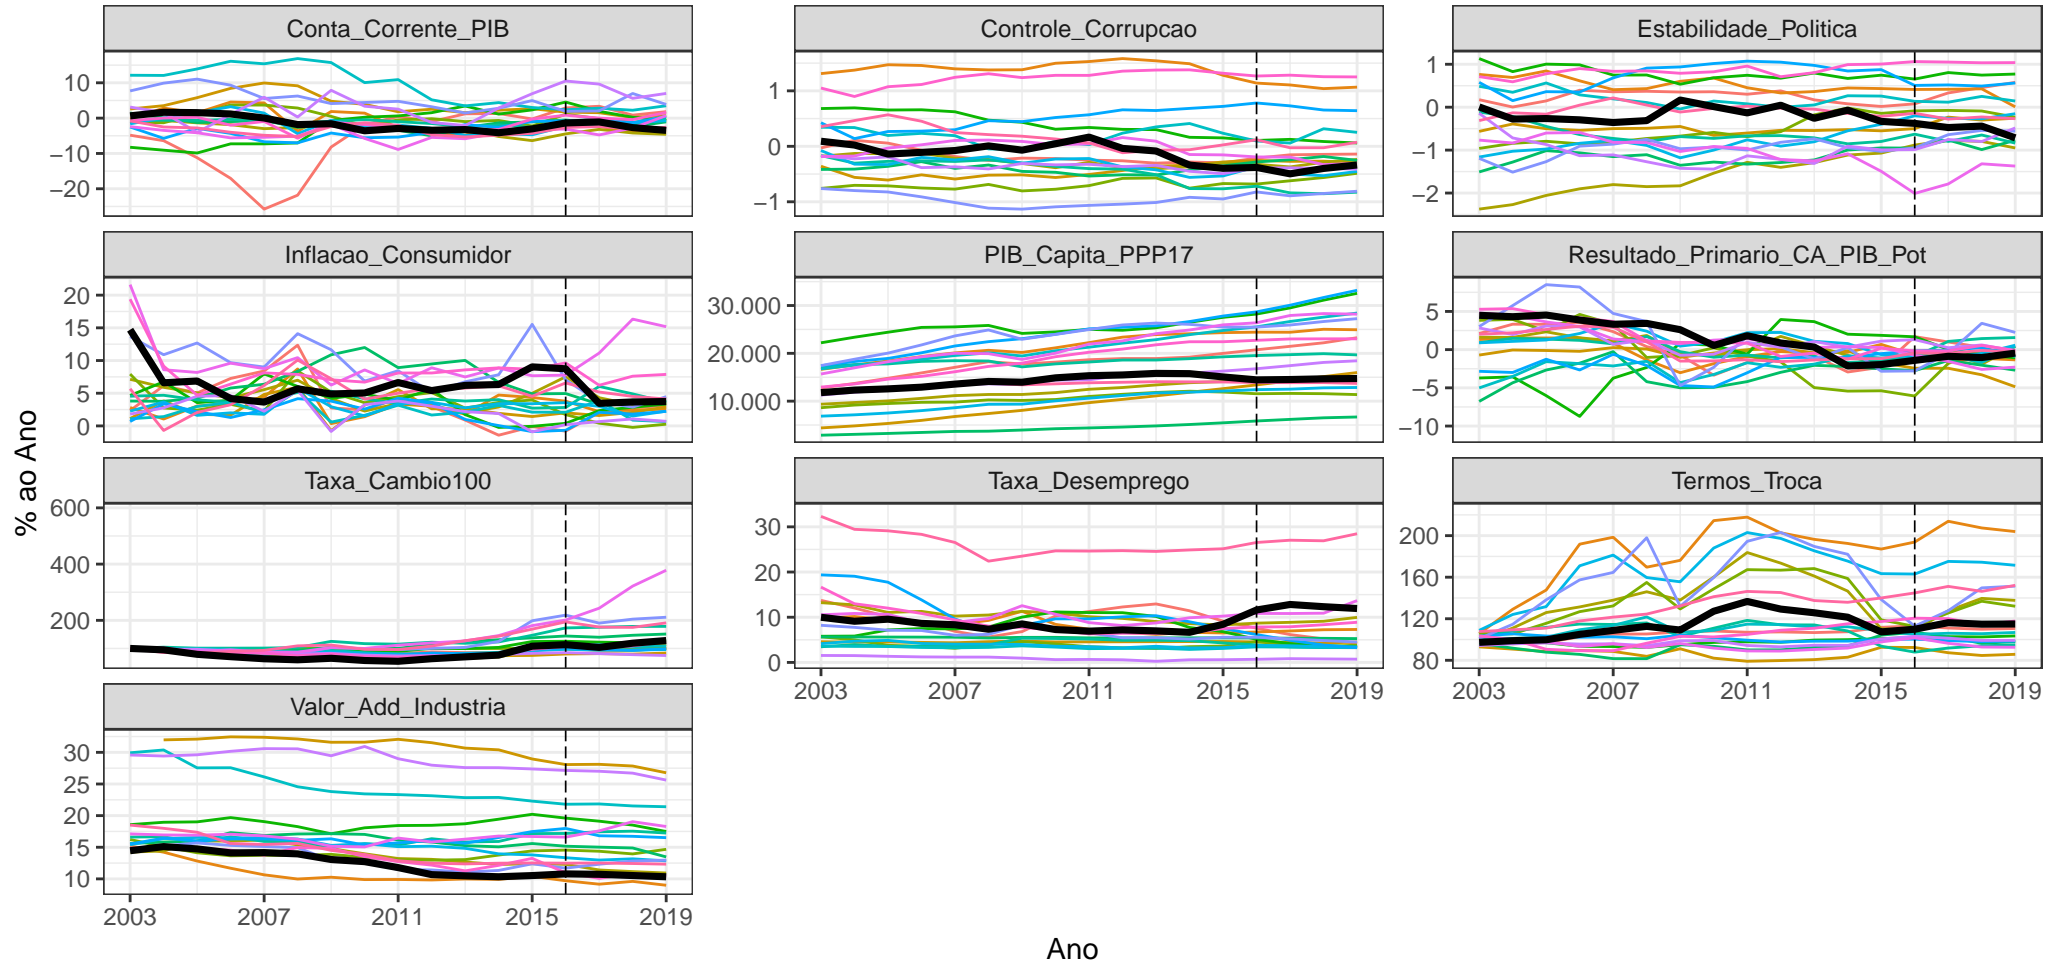 Conta_Corrente_PIB
Controle_Corrupcao
Estabilidade_Politica
10
0
−10
−20
1
0
−1
1
0
−1
−2
Inflacao_Consumidor
PIB_Capita_PPP17
Resultado_Primario_CA_PIB_Pot
20
15
10
5
0
30.000
20.000
10.000
5
0
−5
−10
% ao Ano
Taxa_Cambio100
Taxa_Desemprego
Termos_Troca
600
400
200
30
20
10
0
200
160
120
80
2003 2007 2011 2015 2019
2003 2007 2011 2015 2019
Valor_Add_Industria
30
25
20
15
10
2003 2007 2011 2015 2019
Ano